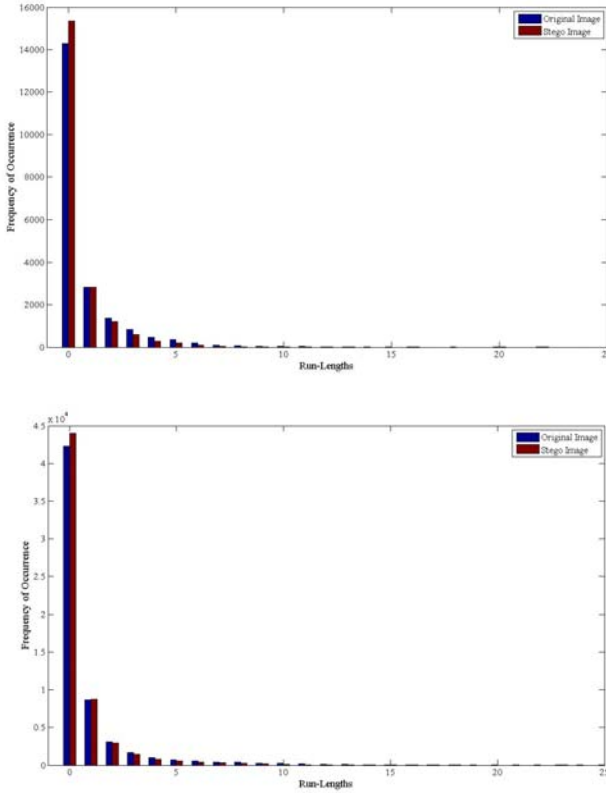 16000
14000
12000
10000
8000
6000
4000
2000
0
Frequency of Occurrence
Original Image
Stego Image
0 5 10 15 20 25
Run-Lengths
x 10⁴
4.5
4
3.5
3
2.5
2
1.5
1
0.5
0
Frequency of Occurrence
Original Image
Stego Image
0 5 10 15 20 25
Run-Lengths